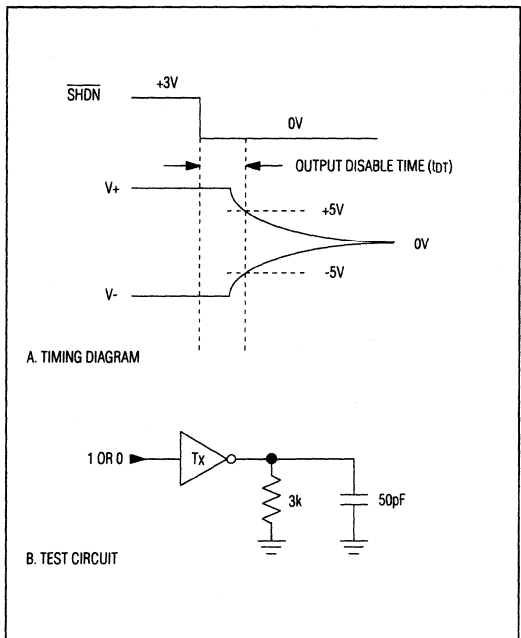 +3V
SHDN
0V
OUTPUT DISABLE TIME (tDT)
V+
+5V
0V
-5V
V-
A. TIMING DIAGRAM
1 OR 0
Tx
3k
50pF
B. TEST CIRCUIT